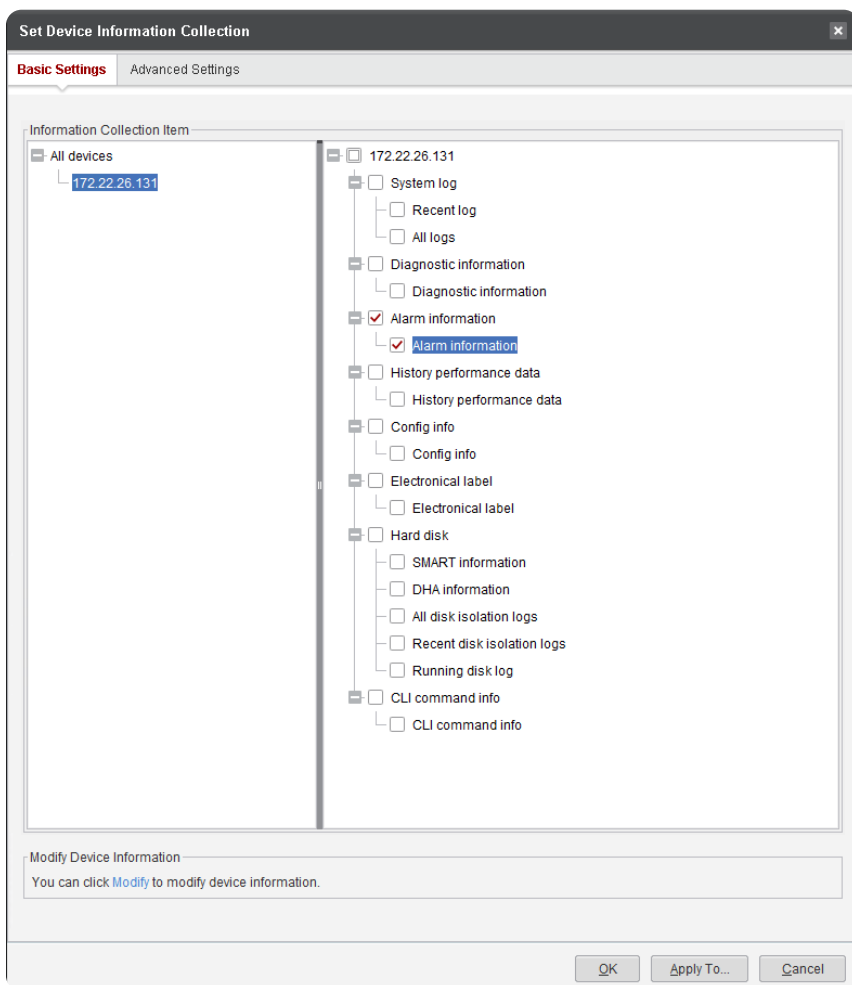 Set Device Information Collection
Basic Settings Advanced Settings
Information Collection Item
All devices
172.22.26.131
172.22.26.131
System log
Recent log
All logs
Diagnostic information
Diagnostic information
Alarm information
Alarm information
History performance data
History performance data
Config info
Config info
Electronical label
Electronical label
Hard disk
SMART information
DHA information
All disk isolation logs
Recent disk isolation logs
Running disk log
CLI command info
CLI command info
Modify Device Information
You can click Modify to modify device information.
OK Apply To... Cancel